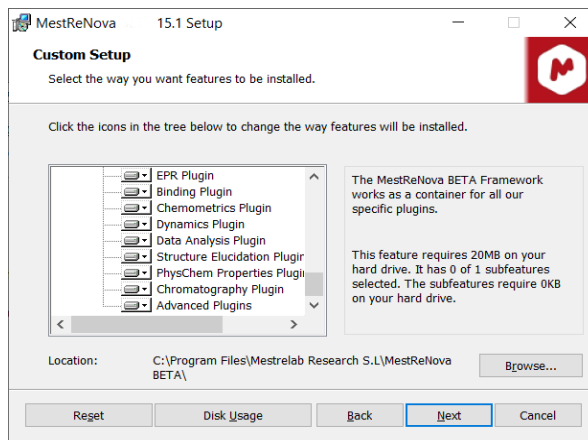 MestReNova 15.1 Setup
Custom Setup
Select the way you want features to be installed.
Click the icons in the tree below to change the way features will be installed.
EPR Plugin
Binding Plugin
Chemometrics Plugin
Dynamics Plugin
Data Analysis Plugin
Structure Elucidation Plugin
PhysChem Properties Plugin
Chromatography Plugin
Advanced Plugins
The MestReNova BETA Framework
works as a container for all our
specific plugins.
This feature requires 20MB on your
hard drive. It has 0 of 1 subfeatures
selected. The subfeatures require 0KB
on your hard drive.
Location:
C:\Program Files\Mestrelab Research S.L\MestReNova
BETA\
Browse...
Reset
Disk Usage
Back
Next
Cancel